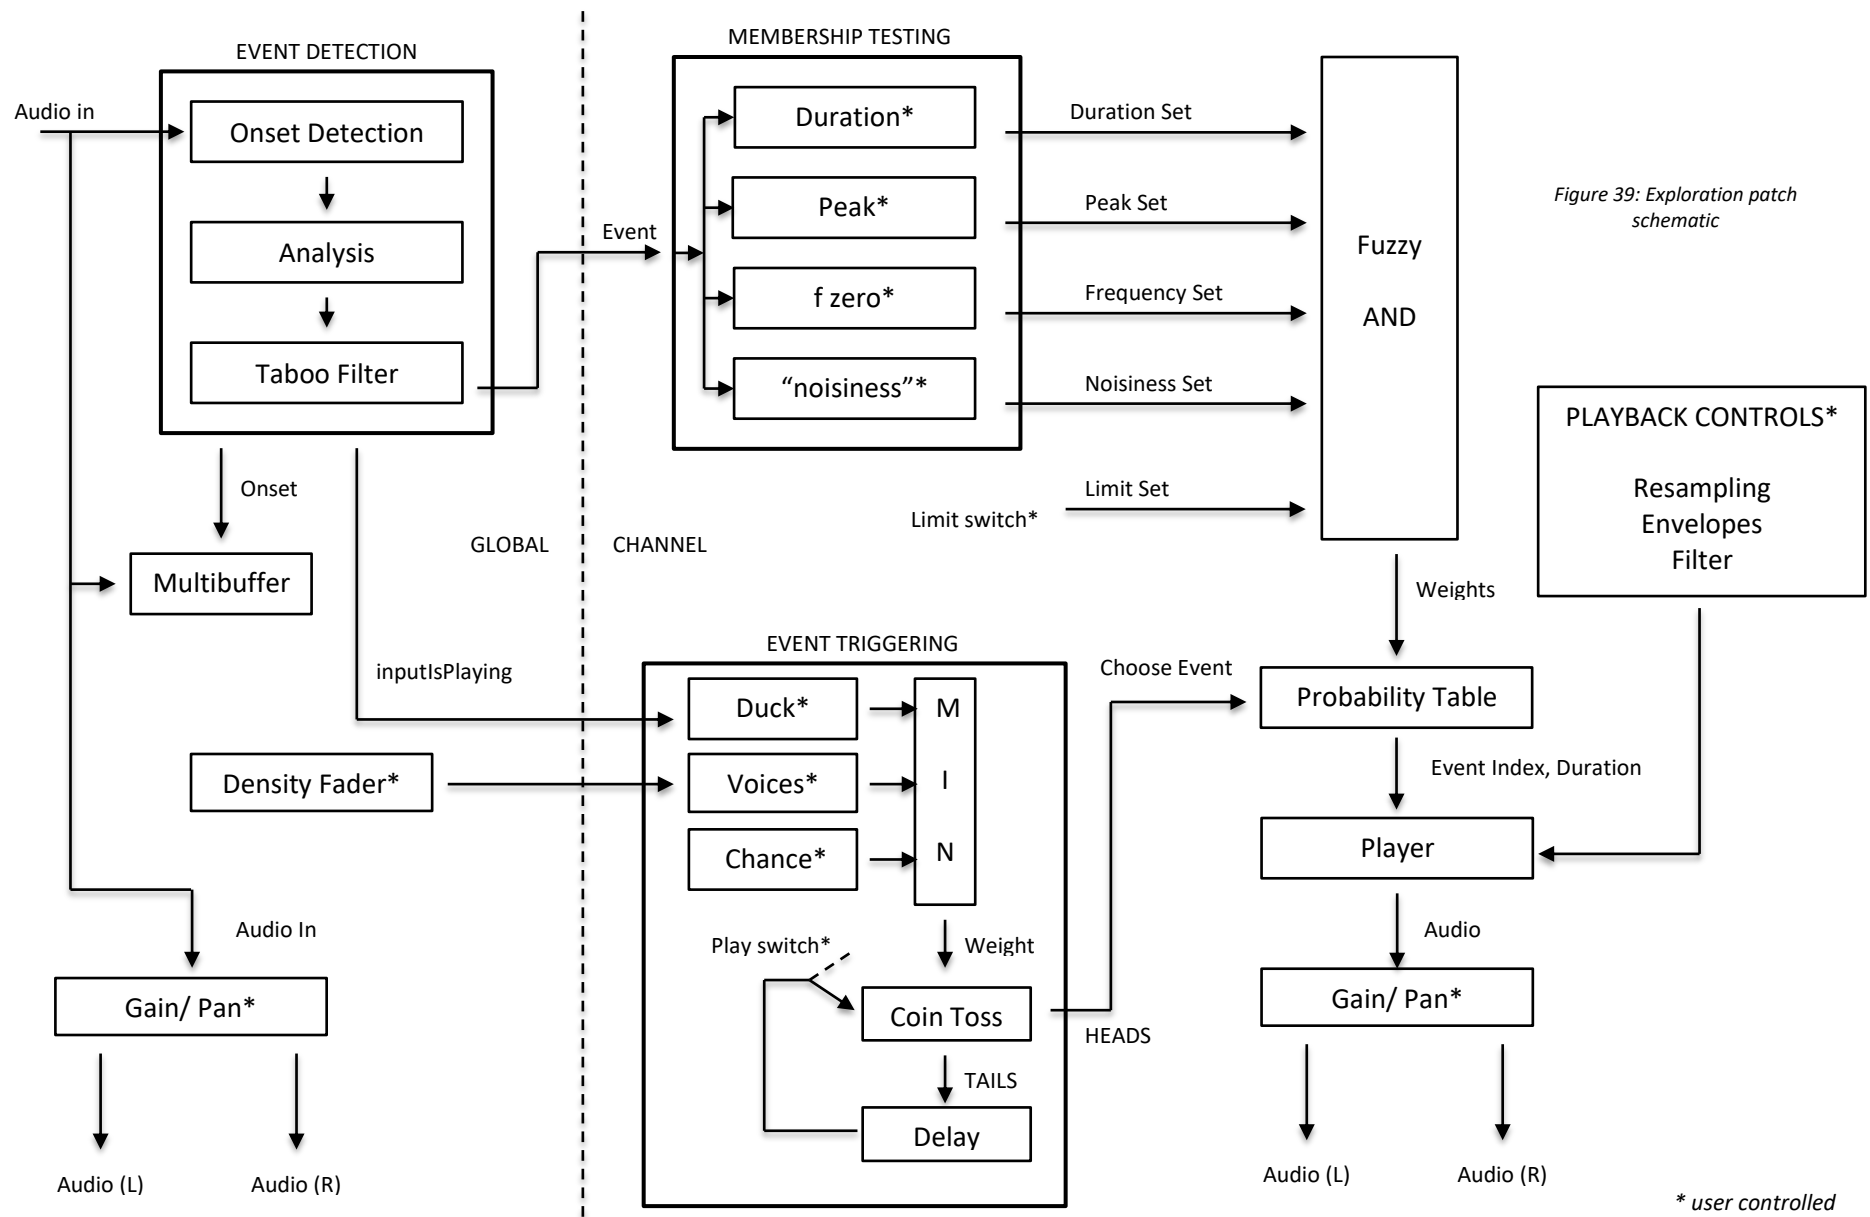 EVENT DETECTION
Audio in
Onset Detection
Analysis
Taboo Filter
Onset
Multibuffer
inputIsPlaying
Density Fader*
Audio In
Gain/ Pan*
Audio (L)
Audio (R)
GLOBAL
CHANNEL
Event
MEMBERSHIP TESTING
Duration*
Peak*
f zero*
“noisiness”*
Duration Set
Peak Set
Frequency Set
Noisiness Set
Limit Set
Limit switch*
Fuzzy
AND
Figure 39: Exploration patch
schematic
PLAYBACK CONTROLS*
Resampling
Envelopes
Filter
Weights
EVENT TRIGGERING
Duck*
Voices*
Chance*
M
I
N
Play switch*
Weight
Coin Toss
TAILS
Delay
HEADS
Choose Event
Probability Table
Event Index, Duration
Player
Audio
Gain/ Pan*
Audio (L)
Audio (R)
* user controlled